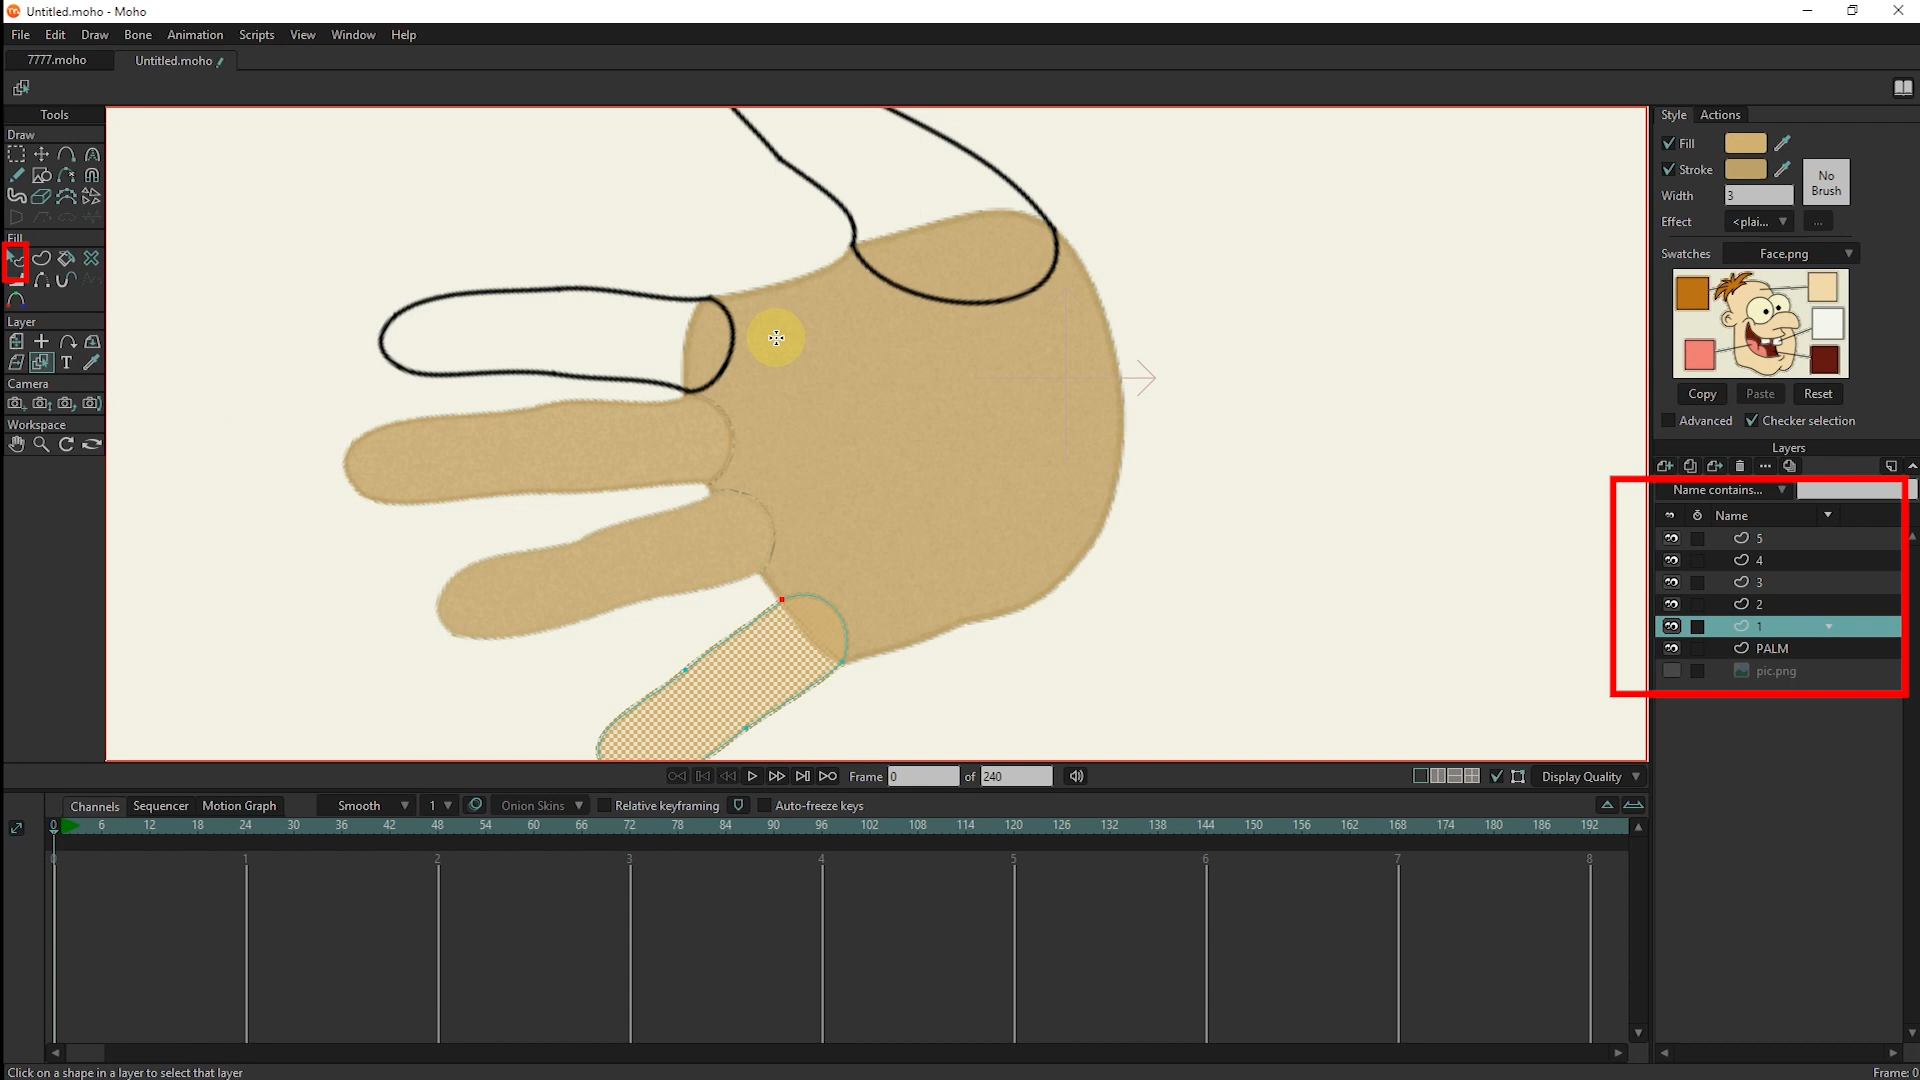 Untitled.moho - Moho
File Edit Draw Bone Animation Scripts View Window Help
7777.moho Untitled.moho
Tools
Draw
Fill
Layer
T
Camera
Workspace
Style Actions
Fill
Stroke
No Brush
Width 3
Effect <plai... ...
Swatches Face.png
Copy Paste Reset
Advanced Checker selection
Layers
Name contains...
Name
5
4
3
2
1
PALM
pic.png
Frame 0 of 240 Display Quality
Channels Sequencer Motion Graph Smooth 1 Onion Skins Relative keyframing Auto-freeze keys
0 6 12 18 24 30 36 42 48 54 60 66 72 78 84 90 96 102 108 114 120 126 132 138 144 150 156 162 168 174 180 186 192
0 1 2 3 4 5 6 7 8
Click on a shape in a layer to select that layer
Frame: 0